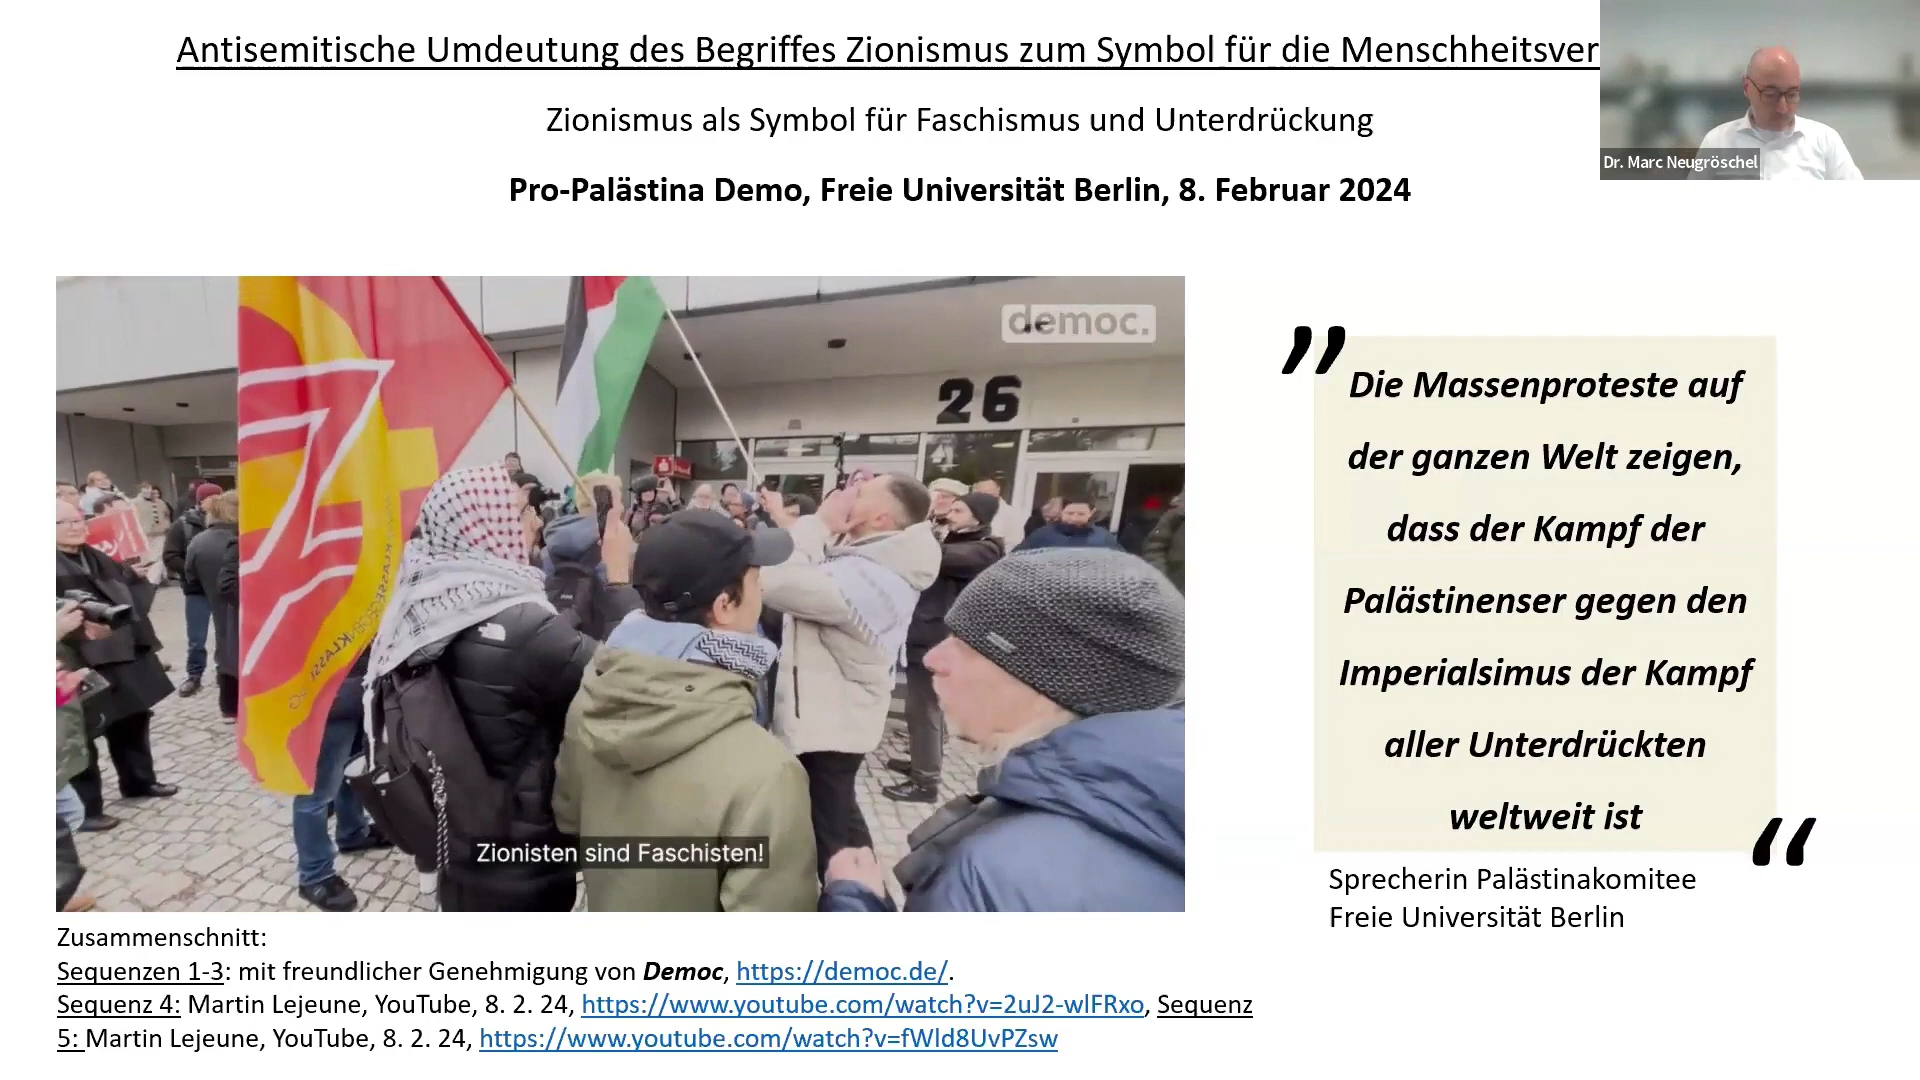 Antisemitische Umdeutung des Begriffes Zionismus zum Symbol für die Menschheitsver
Zionismus als Symbol für Faschismus und Unterdrückung
Pro-Palästina Demo, Freie Universität Berlin, 8. Februar 2024
Dr. Marc Neugröschel
democ.
26
Zionisten sind Faschisten!
” Die Massenproteste auf
der ganzen Welt zeigen,
dass der Kampf der
Palästinenser gegen den
Imperialsimus der Kampf
aller Unterdrückten
weltweit ist “
Sprecherin Palästinakomitee
Freie Universität Berlin
Zusammenschnitt:
Sequenzen 1-3: mit freundlicher Genehmigung von Democ, https://democ.de/.
Sequenz 4: Martin Lejeune, YouTube, 8. 2. 24, https://www.youtube.com/watch?v=2uJ2-wlFRxo, Sequenz
5: Martin Lejeune, YouTube, 8. 2. 24, https://www.youtube.com/watch?v=fWld8UvPZsw